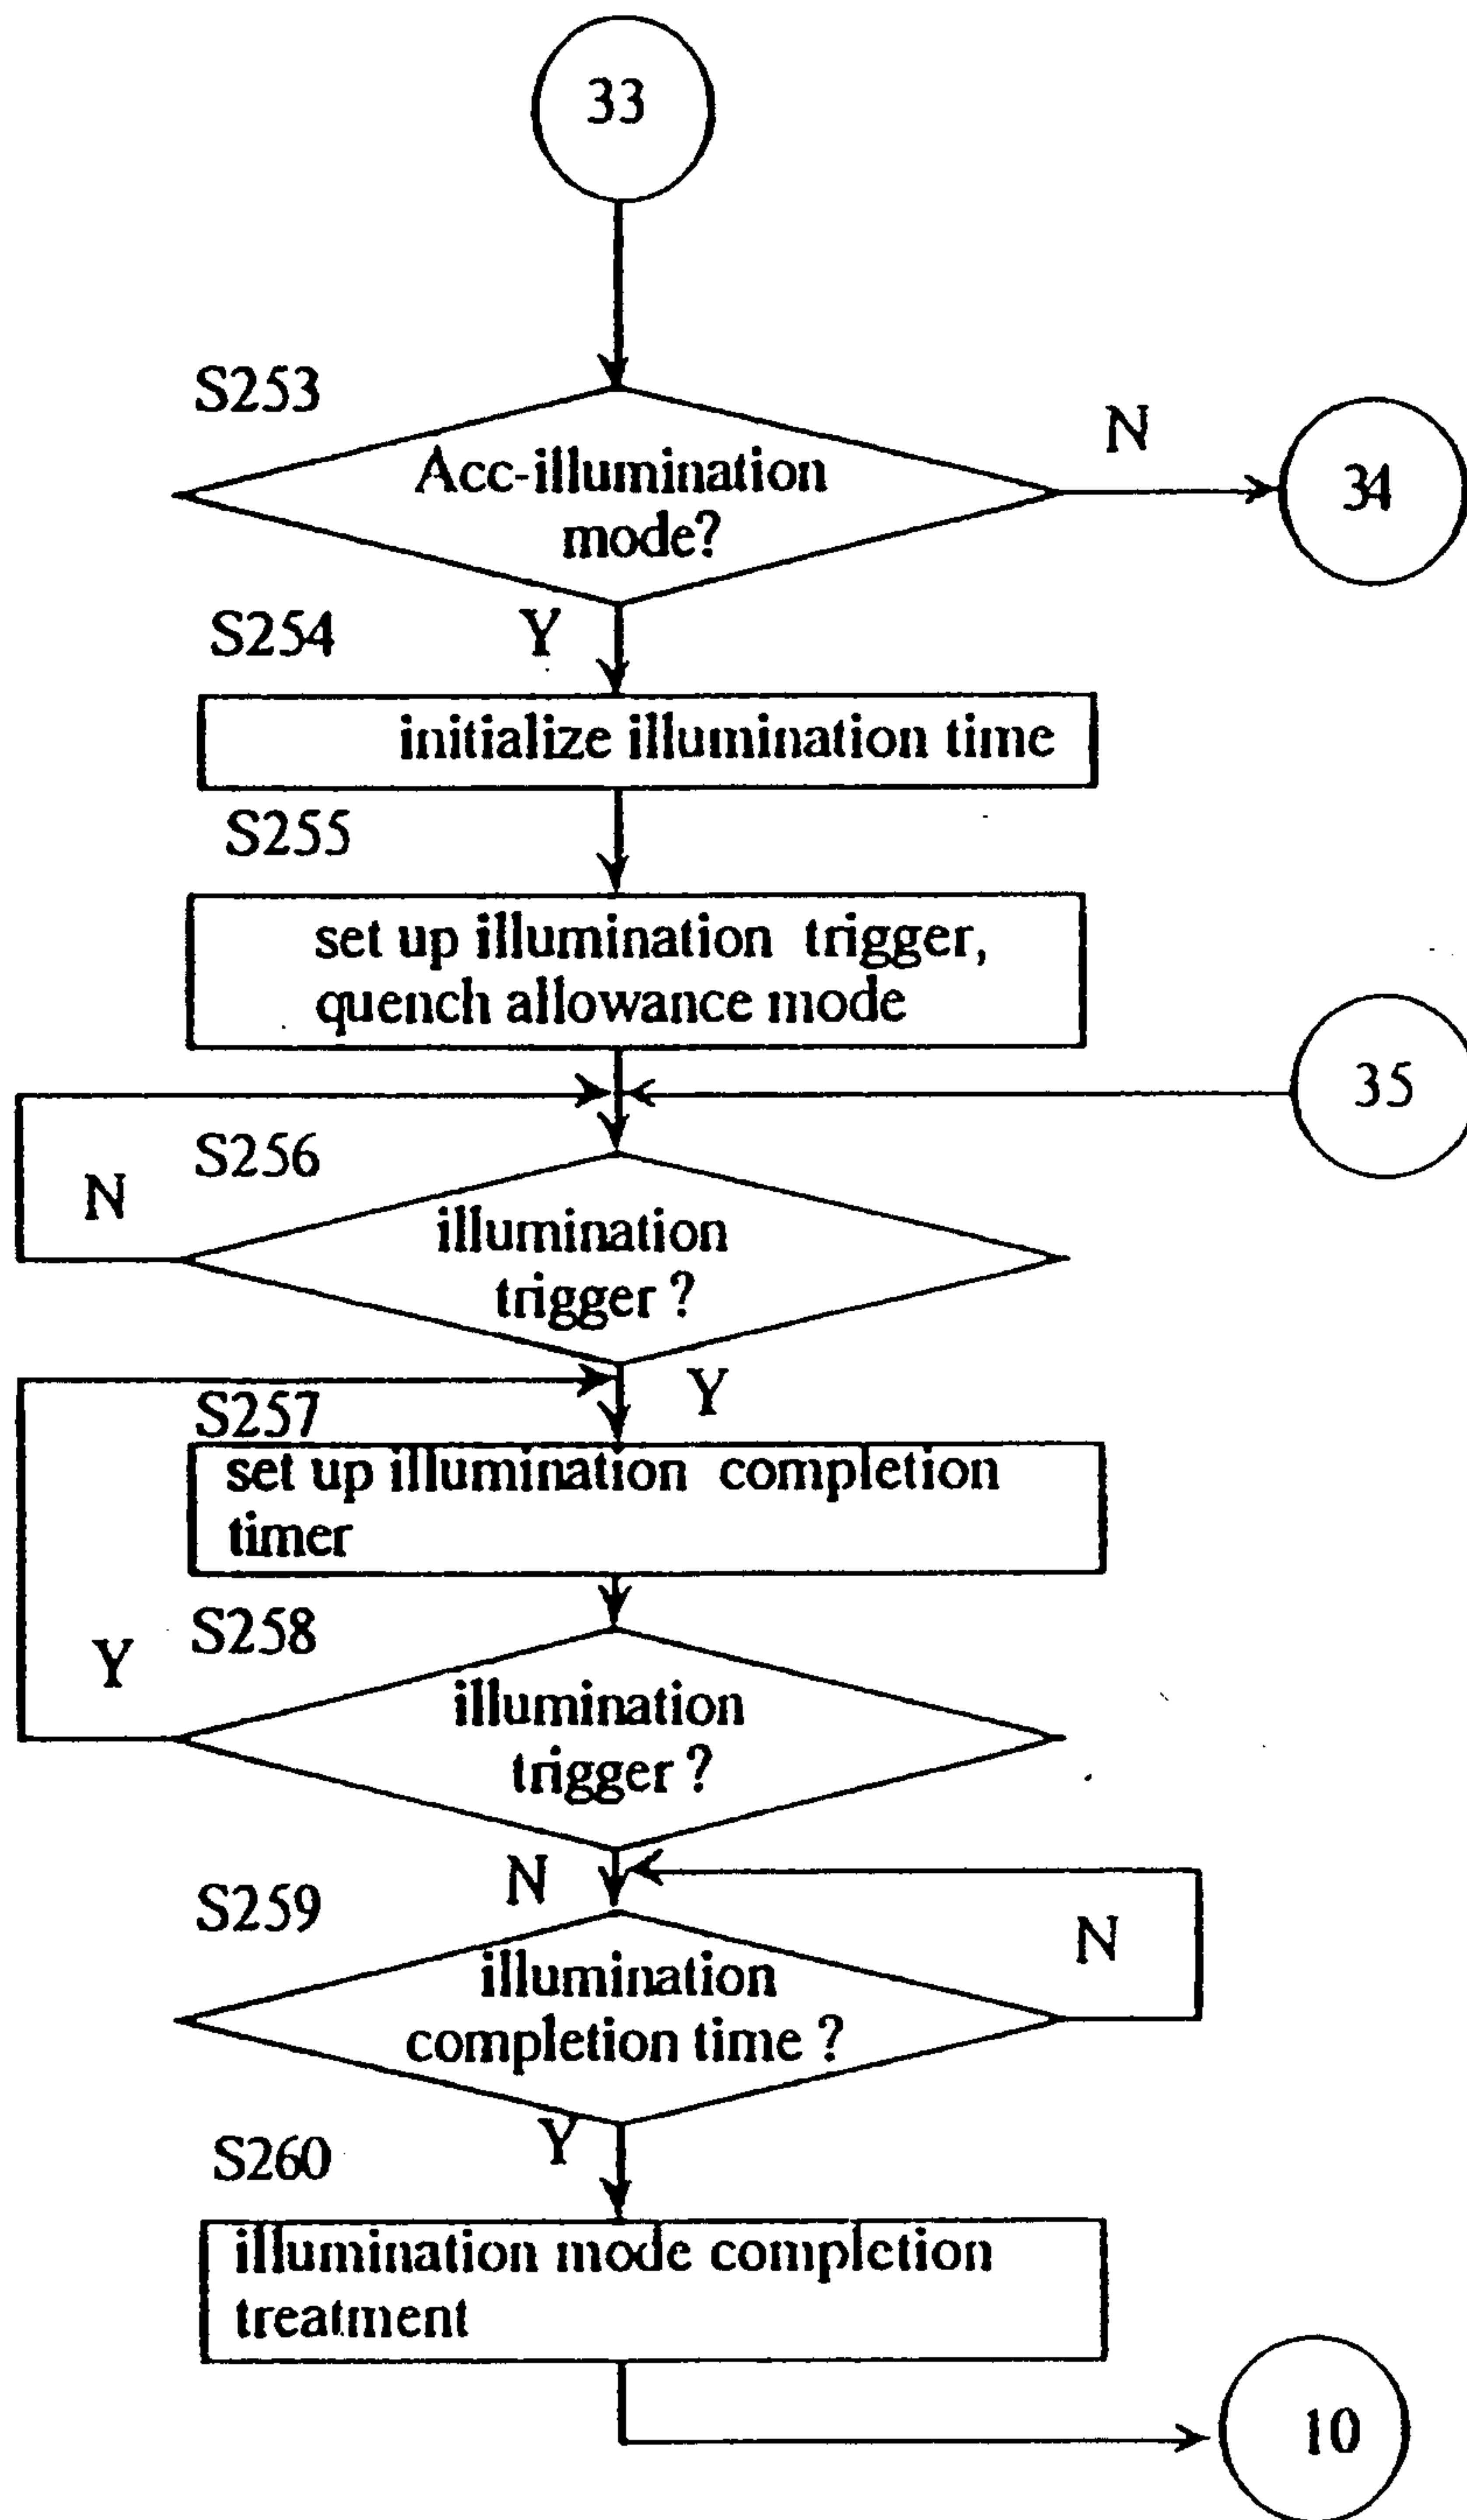 33
S253
Acc-illumination
mode?
N
34
S254
Y
initialize illumination time
S255
set up illumination trigger,
quench allowance mode
35
S256
N
illumination
trigger ?
Y
S257
set up illumination completion
timer
S258
Y
illumination
trigger ?
N
S259
N
illumination
completion time ?
Y
S260
illumination mode completion
treatment
10